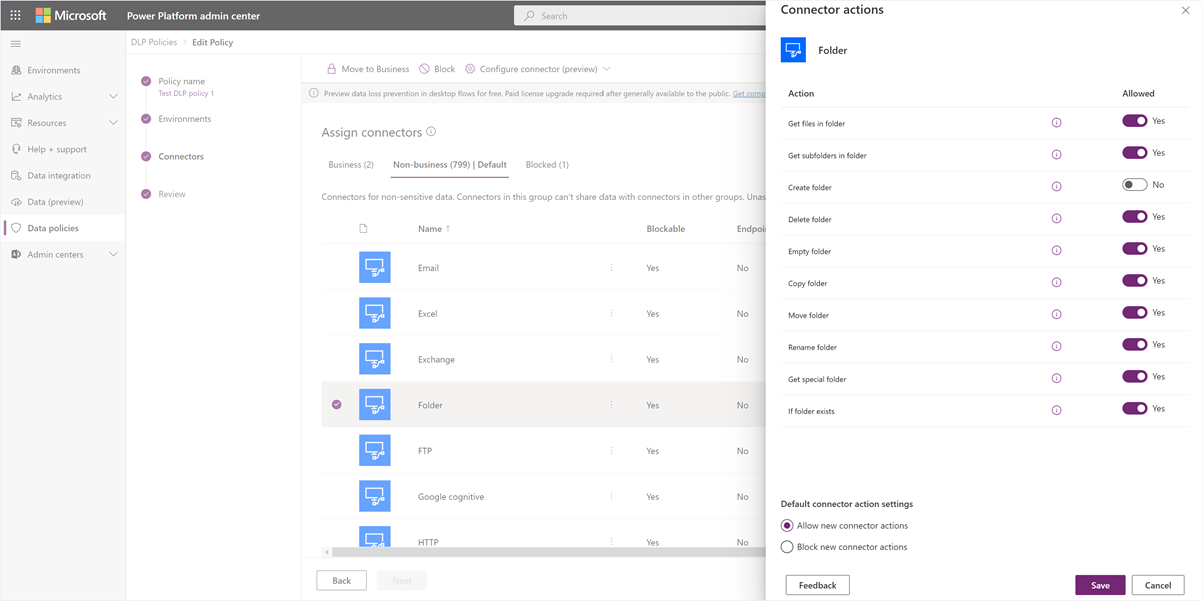 Microsoft
Power Platform admin center
Search
Environments
Analytics
Resources
Help + support
Data integration
Data (preview)
Data policies
Admin centers
DLP Policies > Edit Policy
Policy name
Test DLP policy 1
Environments
Connectors
Review
Move to Business Block Configure connector (preview)
Preview data loss prevention in desktop flows for free. Paid license upgrade required after generally available to the public. Get comp
Assign connectors
Business (2) Non-business (799) | Default Blocked (1)
Connectors for non-sensitive data. Connectors in this group can't share data with connectors in other groups. Unas
Name ↑ Blockable Endpoin
Email Yes No
Excel Yes No
Exchange Yes No
Folder Yes No
FTP Yes No
Google cognitive Yes No
HTTP Yes No
Back Next
Connector actions
Folder
Action Allowed
Get files in folder Yes
Get subfolders in folder Yes
Create folder No
Delete folder Yes
Empty folder Yes
Copy folder Yes
Move folder Yes
Rename folder Yes
Get special folder Yes
If folder exists Yes
Default connector action settings
Allow new connector actions
Block new connector actions
Feedback Save Cancel